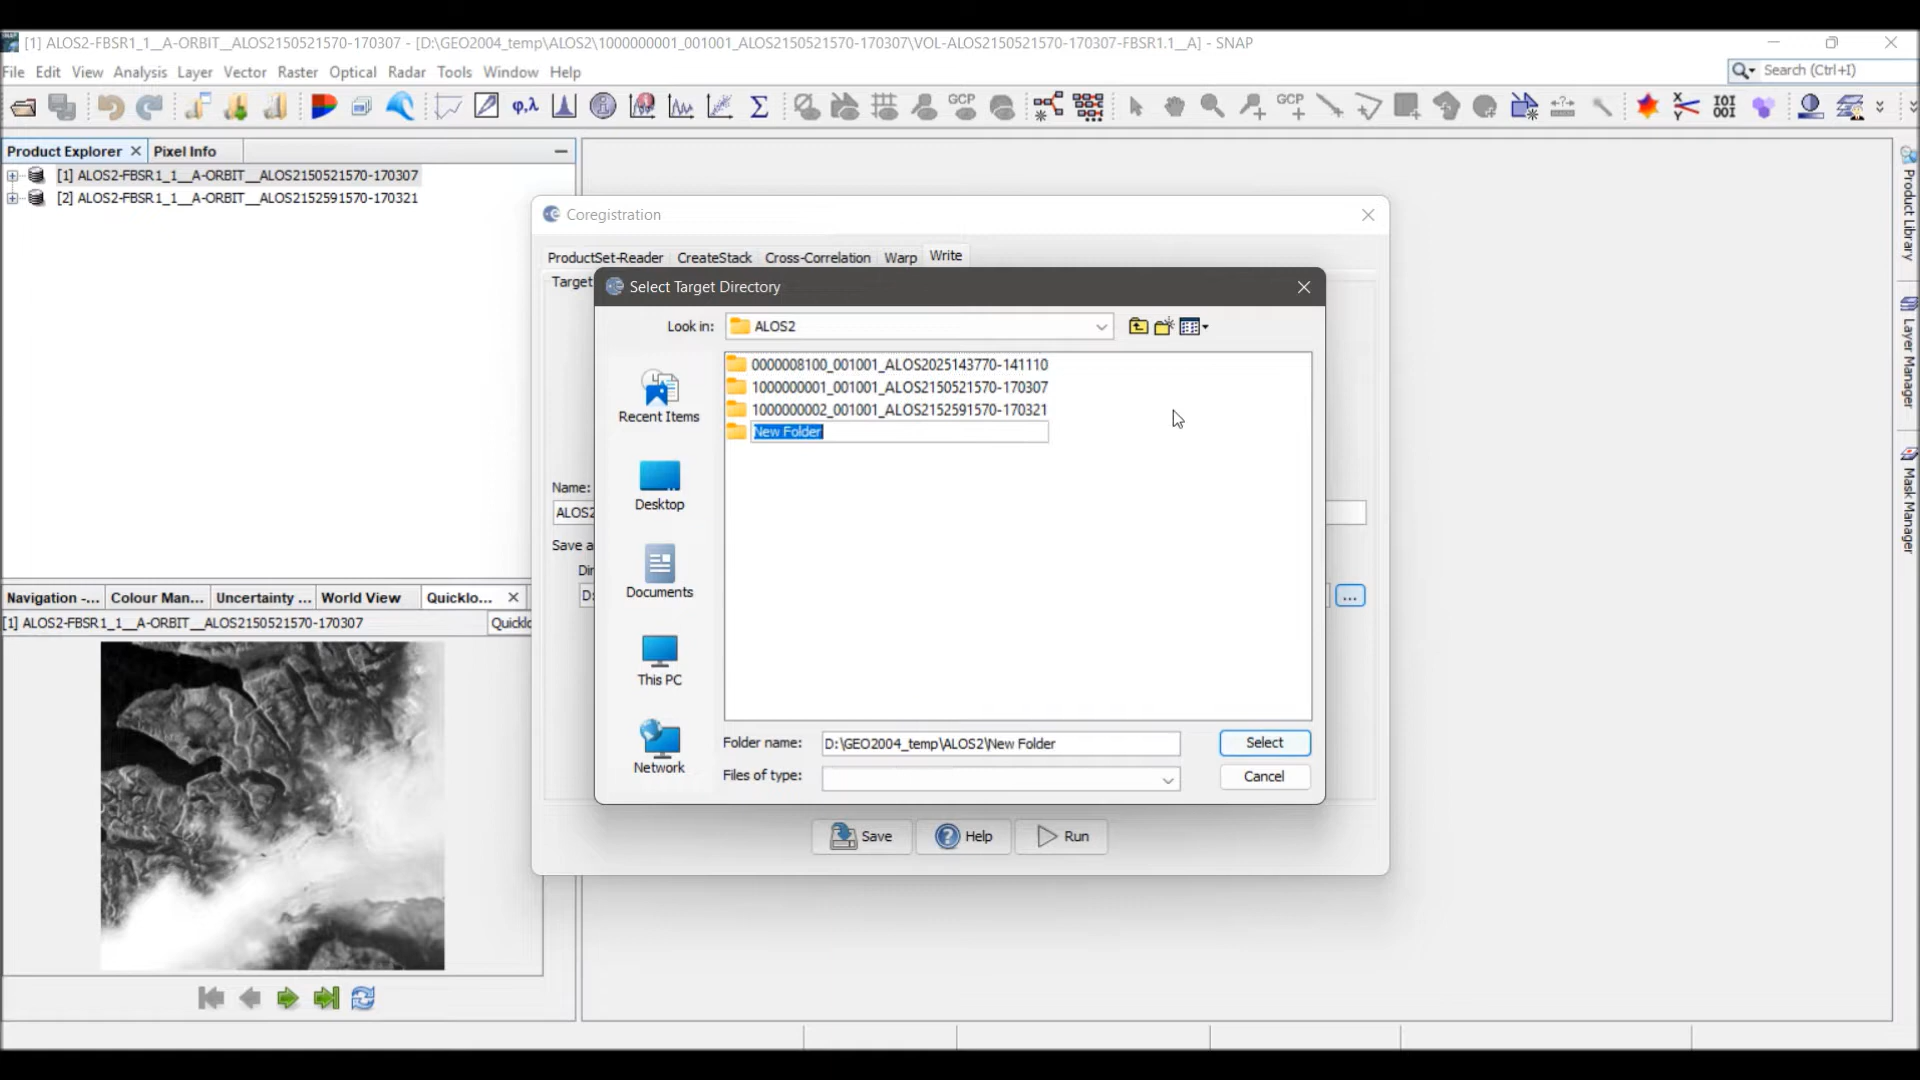 [1] ALOS2-FBSR1_1__A-ORBIT__ALOS2150521570-170307 - [D:\GEO2004_temp\ALOS2\1000000001_001001_ALOS2150521570-170307\VOL-ALOS2150521570-170307-FBSR1.1__A] - SNAP
File Edit View Analysis Layer Vector Raster Optical Radar Tools Window Help
Search (Ctrl+I)
Product Explorer Pixel Info
[1] ALOS2-FBSR1_1__A-ORBIT__ALOS2150521570-170307
[2] ALOS2-FBSR1_1__A-ORBIT__ALOS2152591570-170321
Coregistration
ProductSet-Reader CreateStack Cross-Correlation Warp Write
Target
Select Target Directory
Look in: ALOS2
0000008100_001001_ALOS2025143770-141110
1000000001_001001_ALOS2150521570-170307
1000000002_001001_ALOS2152591570-170321
New Folder
Recent Items
Desktop
Documents
This PC
Network
Name:
ALOS2
Save a
Dir
D:
...
Folder name: D:\GEO2004_temp\ALOS2\New Folder
Select
Files of type:
Cancel
Save Help Run
Navigation -... Colour Man... Uncertainty ... World View Quicklo...
[1] ALOS2-FBSR1_1__A-ORBIT__ALOS2150521570-170307
Quicklo
Product Library
Layer Manager
Mask Manager
φ,λ
GCP
GCP
Σ